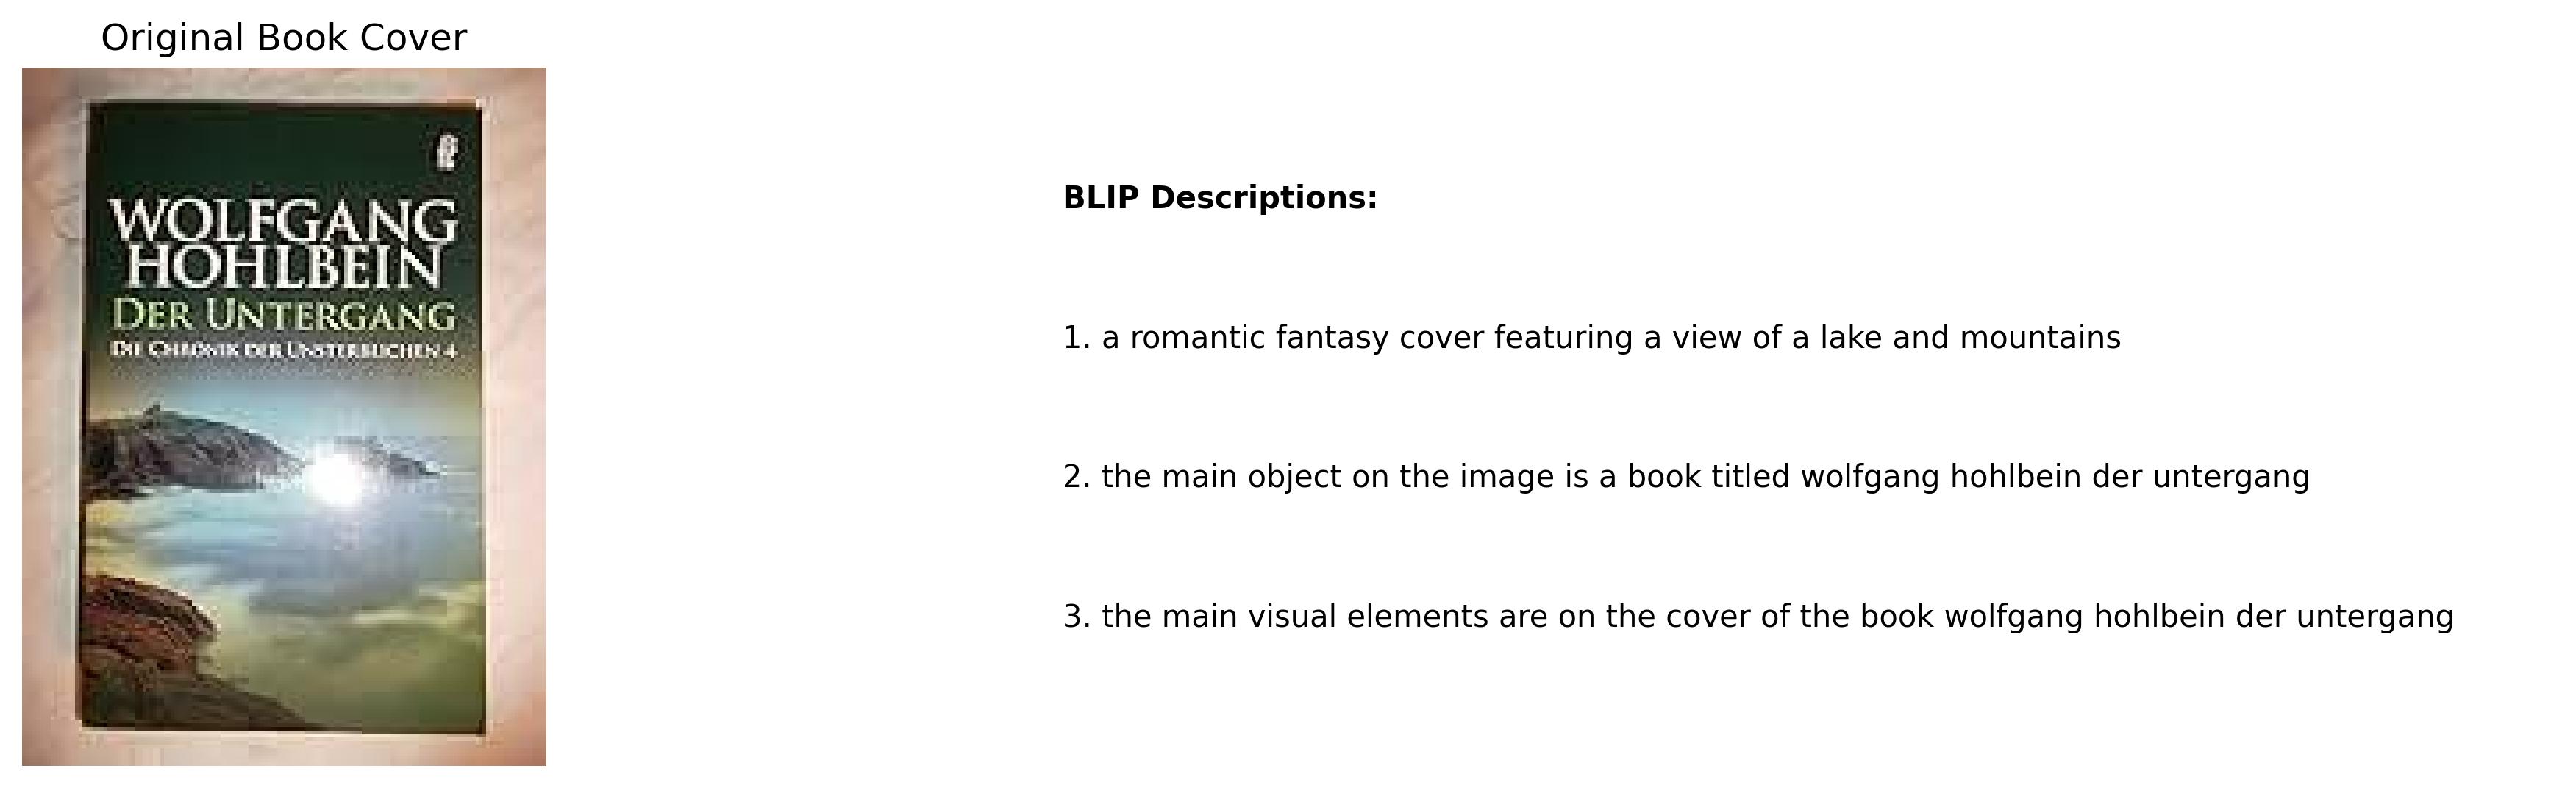 Original Book Cover
WOLFGANG
HOHLBEIN
DER UNTERGANG
DIE CHRONIK DER UNSTERBLICHEN 4
BLIP Descriptions:
1. a romantic fantasy cover featuring a view of a lake and mountains
2. the main object on the image is a book titled wolfgang hohlbein der untergang
3. the main visual elements are on the cover of the book wolfgang hohlbein der untergang